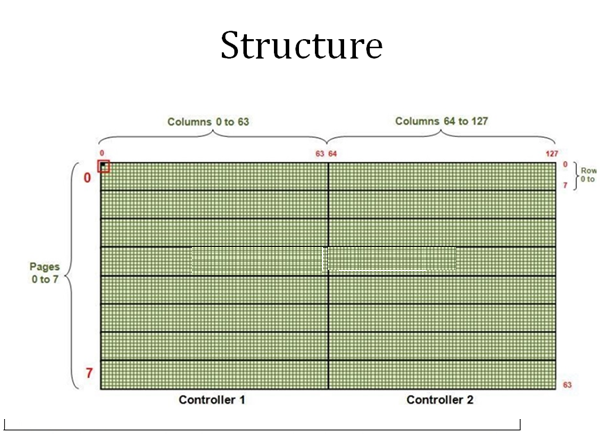 Structure
Columns 0 to 63
Columns 64 to 127
0
63 64
127
0
0
7
Row
0 to
Pages
0 to 7
7
63
Controller 1
Controller 2